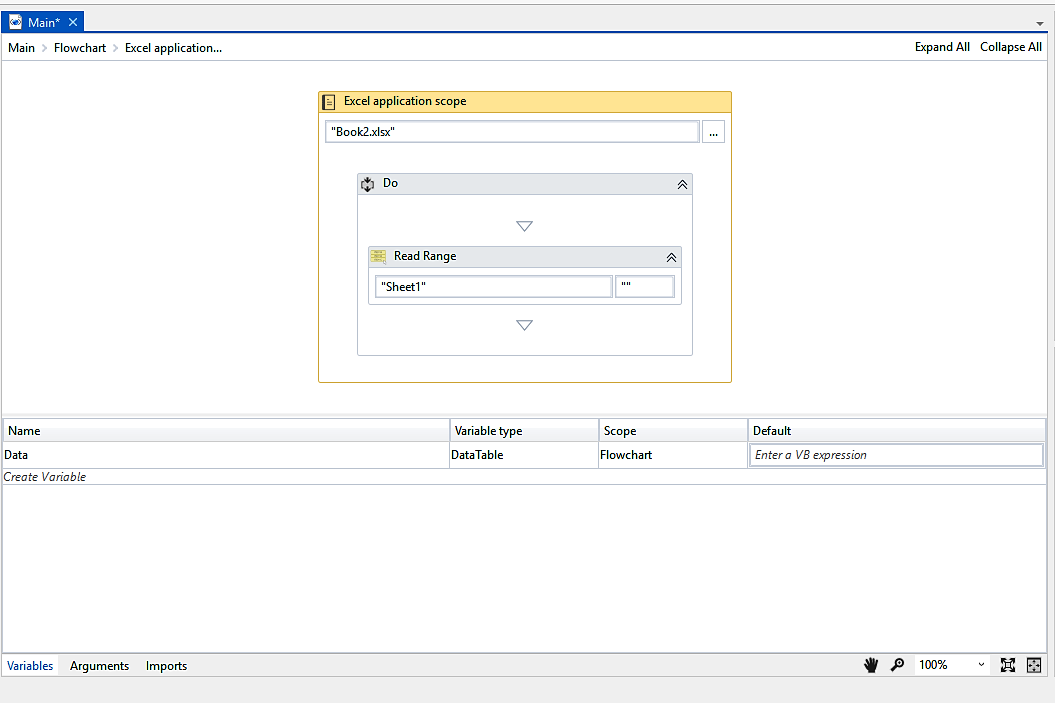 Main*
Main > Flowchart > Excel application...
Expand All Collapse All
Excel application scope
"Book2.xlsx" ...
Do
Read Range
"Sheet1" ""
Name Variable type Scope Default
Data DataTable Flowchart Enter a VB expression
Create Variable
Variables Arguments Imports 100%